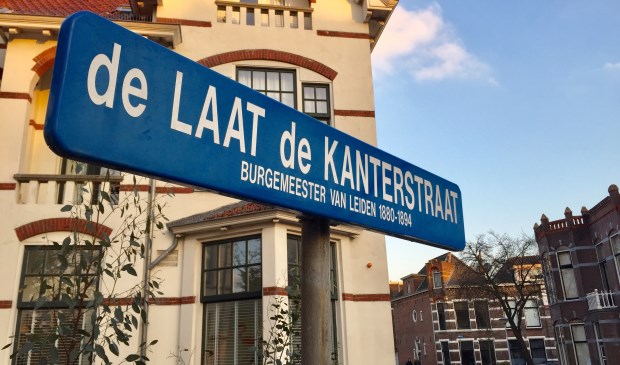 de LAAT de KANTERSTRAAT
BURGEMEESTER VAN LEIDEN 1880-1894